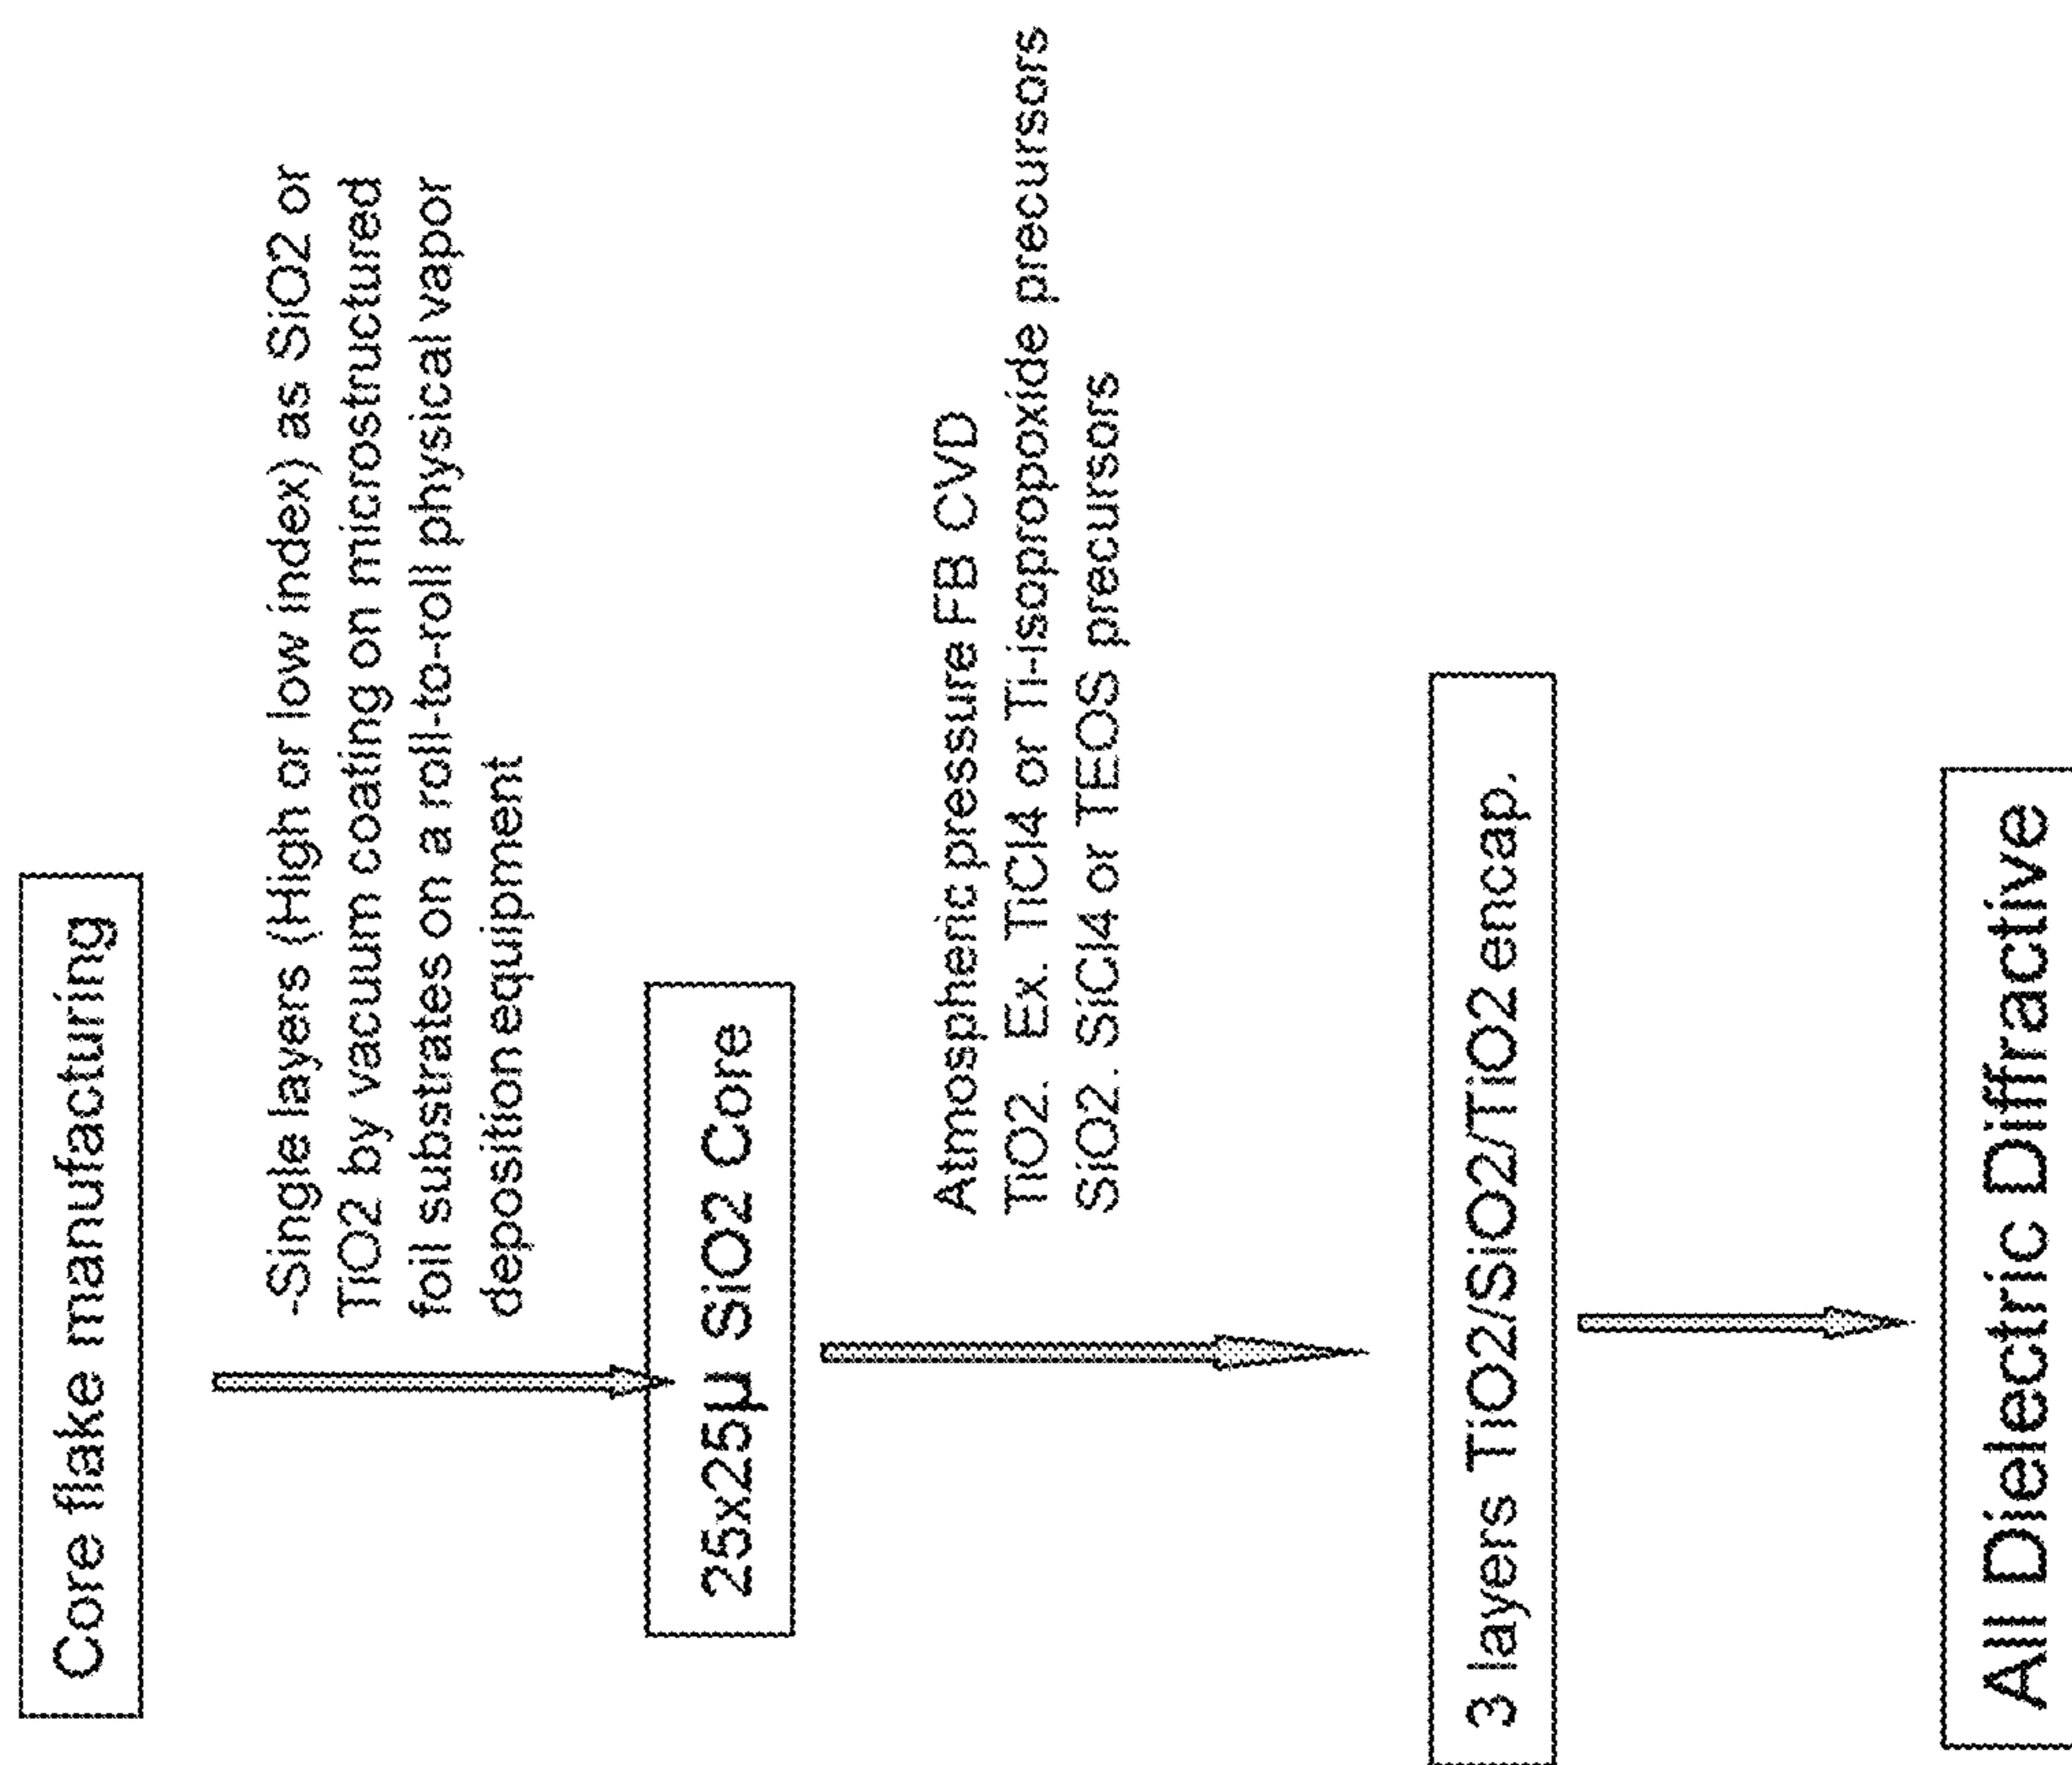 Core flake manufacturing
-Single layers (High or low index) as SiO2 or
TiO2 by vacuum coating on microstructured
foil substrates on a roll-to-roll physical vapor
deposition equipment
25x25µ SiO2 Core
Atmospheric pressure FB CVD
TiO2. Ex. TiCl4 or Ti-isopropoxide precursors
SiO2. SiCl4 or TEOS precursors
3 layers TiO2/SiO2/TiO2 encap.
All Dielectric Diffractive